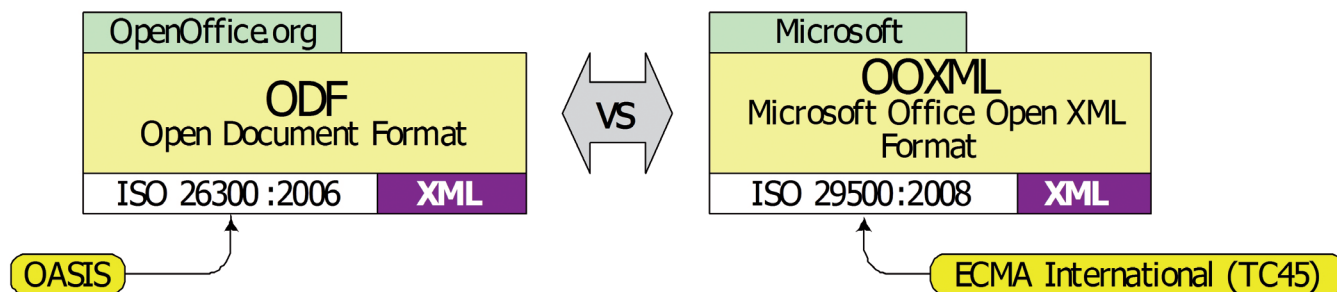 OpenOffice.org
ODF
Open Document Format
ISO 26300:2006
XML
OASIS
VS
Microsoft
OOXML
Microsoft Office Open XML
Format
ISO 29500:2008
XML
ECMA International (TC45)